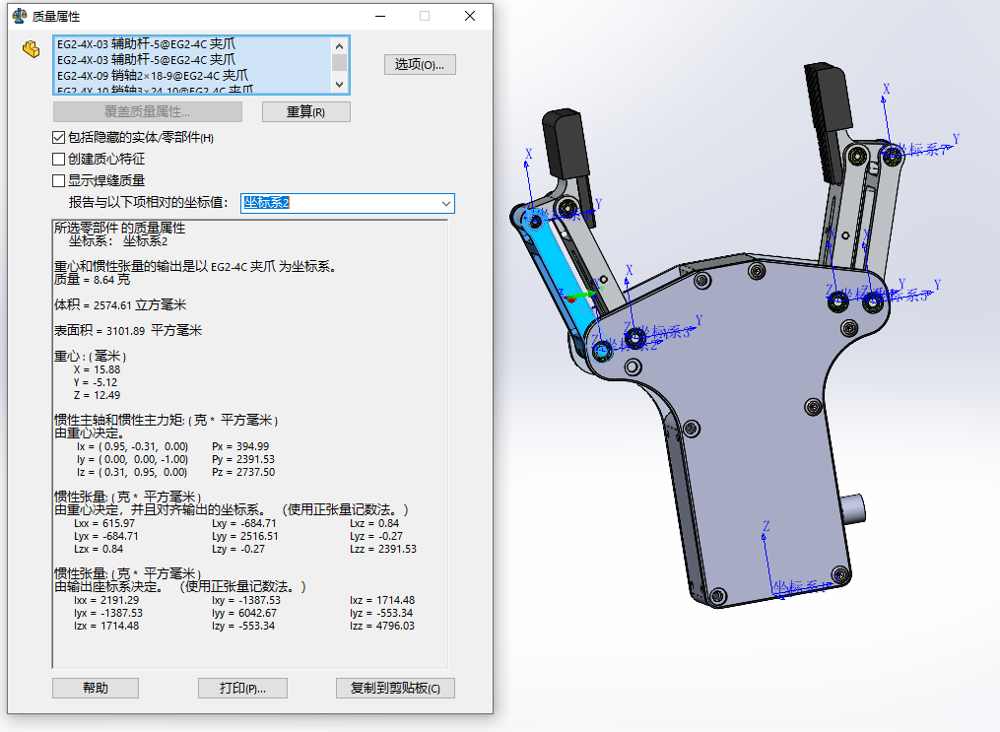 质量属性
EG2-4X-03 辅助杆-5@EG2-4C 夹爪
EG2-4X-03 辅助杆-5@EG2-4C 夹爪
EG2-4X-09 销轴2×18-9@EG2-4C 夹爪
EG2-4X-10 销轴3×24-10@EG2-4C 夹爪
选项(O)...
覆盖质量属性...
重算(R)
包括隐藏的实体/零部件(H)
创建质心特征
显示焊缝质量
报告与以下项相对的坐标值:
坐标系2
所选零部件 的质量属性
坐标系: 坐标系2
重心和惯性张量的输出是以 EG2-4C 夹爪 为坐标系。
质量 = 8.64 克
体积 = 2574.61 立方毫米
表面积 = 3101.89 平方毫米
重心 : ( 毫米 )
X = 15.88
Y = -5.12
Z = 12.49
惯性主轴和惯性主力矩: ( 克 * 平方毫米 )
由重心决定。
Ix = ( 0.95, -0.31, 0.00) Px = 394.99
Iy = ( 0.00, 0.00, -1.00) Py = 2391.53
Iz = ( 0.31, 0.95, 0.00) Pz = 2737.50
惯性张量: ( 克 * 平方毫米 )
由重心决定，并且对齐输出的坐标系。 （使用正张量记数法。）
Lxx = 615.97 Lxy = -684.71 Lxz = 0.84
Lyx = -684.71 Lyy = 2516.51 Lyz = -0.27
Lzx = 0.84 Lzy = -0.27 Lzz = 2391.53
惯性张量: ( 克 * 平方毫米 )
由输出座标系决定。 （使用正张量记数法。）
Ixx = 2191.29 Ixy = -1387.53 Ixz = 1714.48
Iyx = -1387.53 Iyy = 6042.67 Iyz = -553.34
Izx = 1714.48 Izy = -553.34 Izz = 4796.03
帮助
打印(P)...
复制到剪贴板(C)
X
Y
坐标系7
X
Y
X
Y
Z
坐标系3
Z
坐标系2
X
X
Z
Z
Y
坐标系5
Y
Z
坐标系1